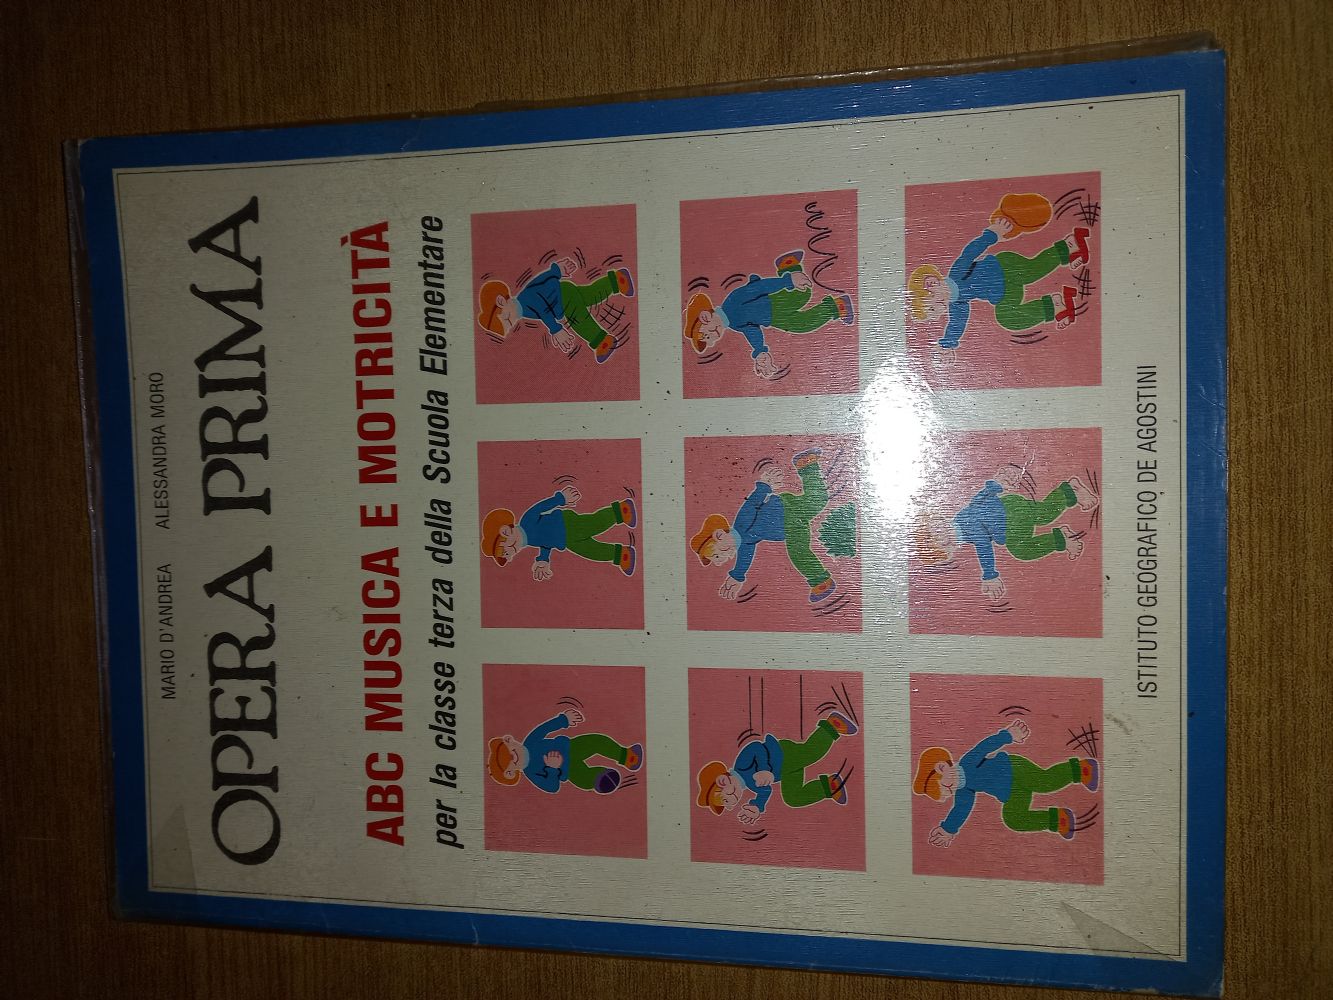 MARIO D'ANDREA ALESSANDRA MORO
OPERA PRIMA
ABC MUSICA E MOTRICITÀ
per la classe terza della Scuola Elementare
ISTITUTO GEOGRAFICO DE AGOSTINI